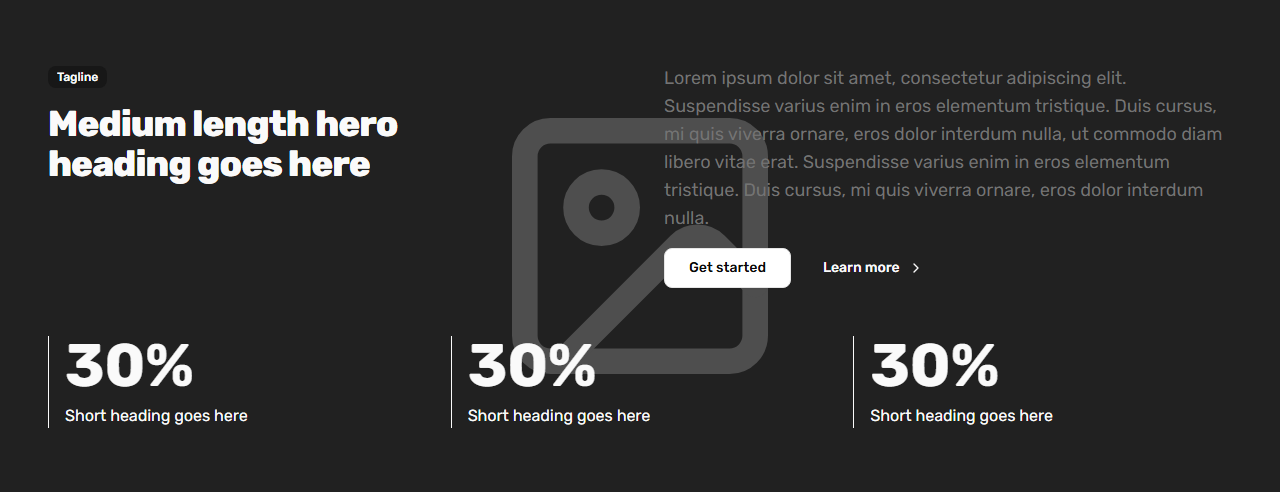 Tagline
Medium length hero
heading goes here
Lorem ipsum dolor sit amet, consectetur adipiscing elit.
Suspendisse varius enim in eros elementum tristique. Duis cursus,
mi quis viverra ornare, eros dolor interdum nulla, ut commodo diam
libero vitae erat. Suspendisse varius enim in eros elementum
tristique. Duis cursus, mi quis viverra ornare, eros dolor interdum
nulla.
Get started
Learn more
30%
Short heading goes here
30%
Short heading goes here
30%
Short heading goes here